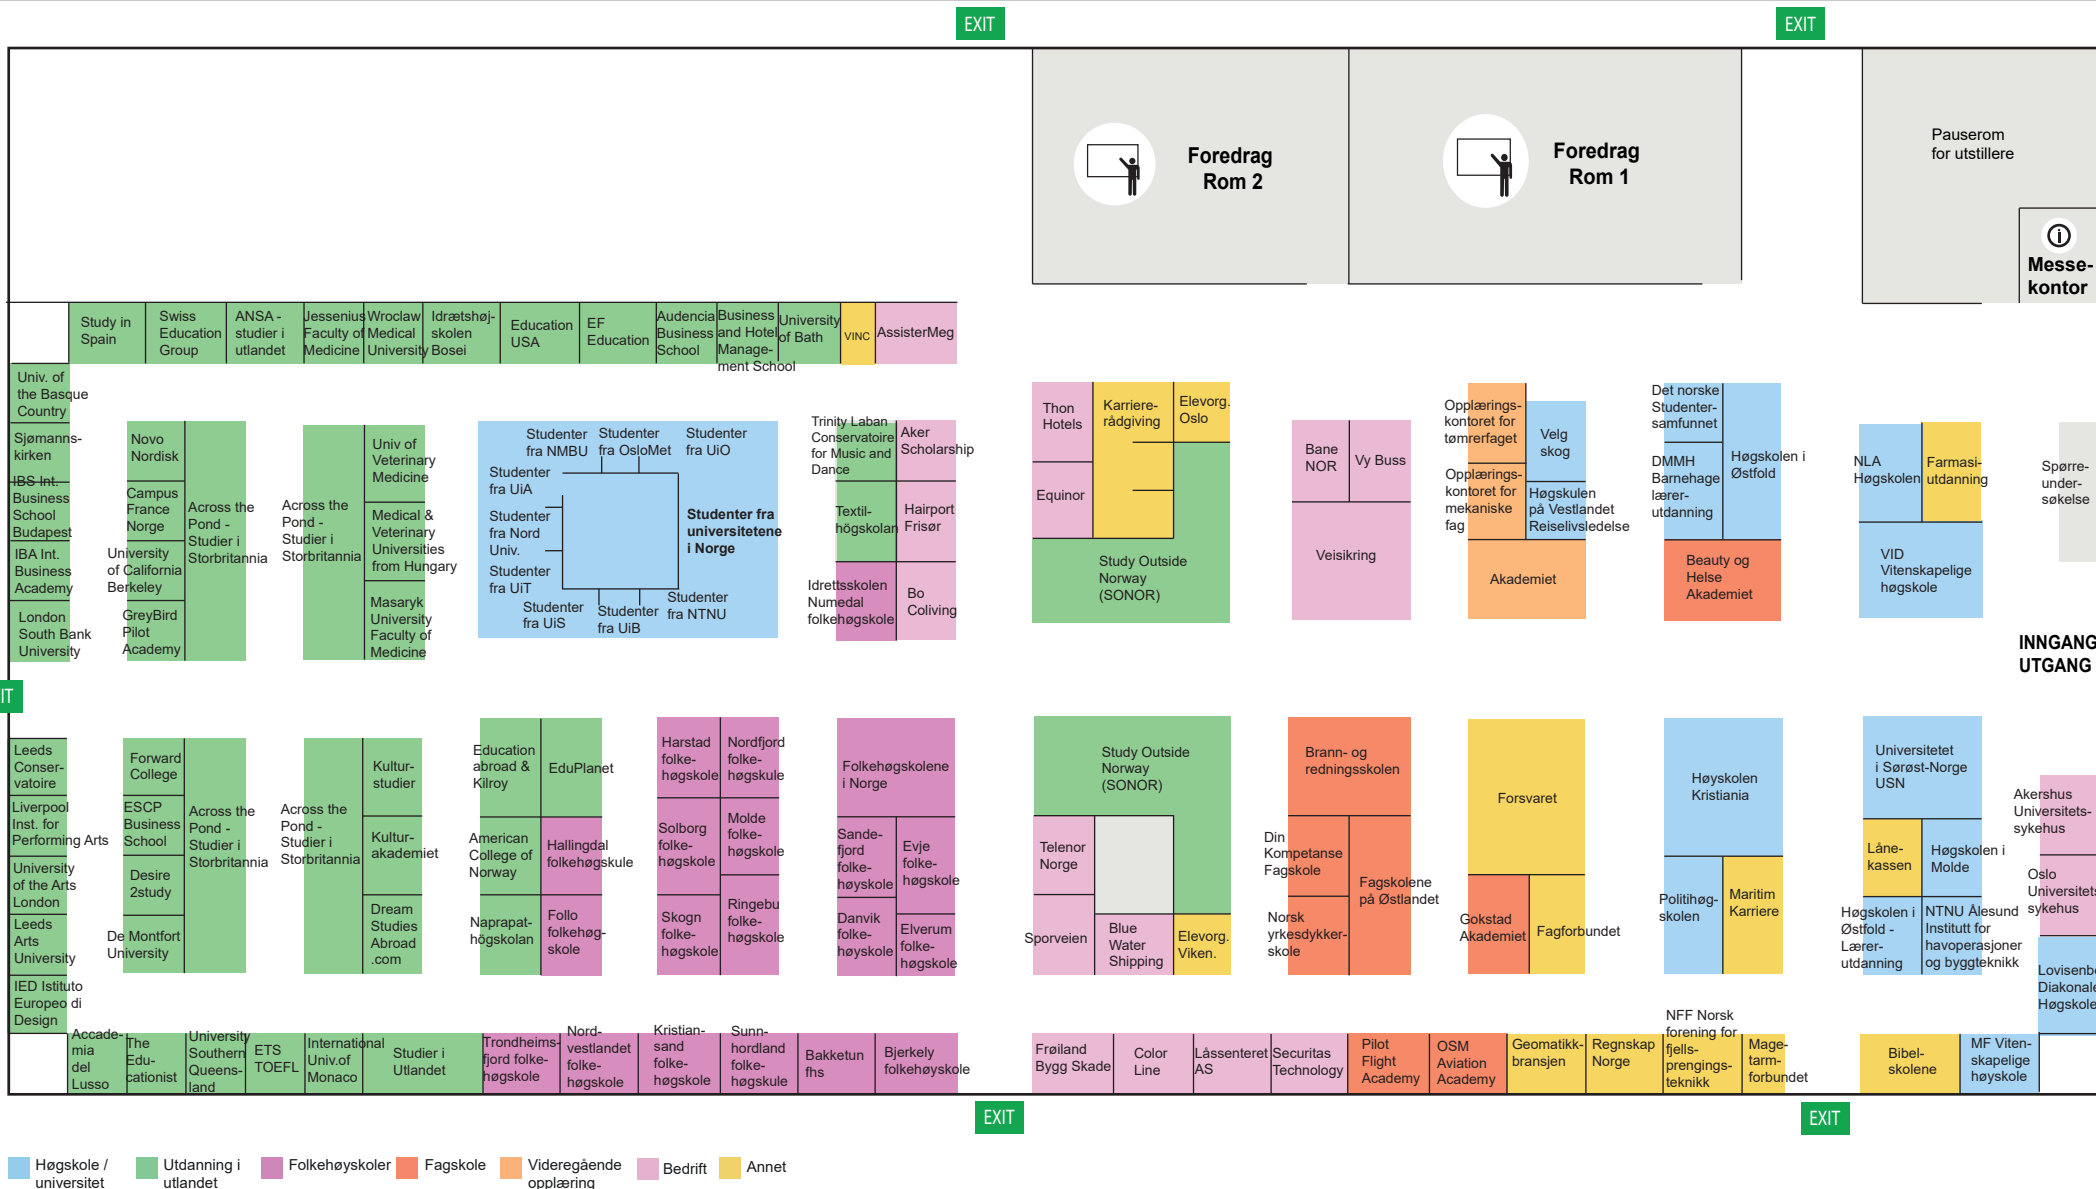 EXIT
EXIT
Foredrag
Rom 2
Foredrag
Rom 1
Pauserom
for utstillere
Messe-
kontor
Study in
Spain
Swiss
Education
Group
ANSA -
studier i
utlandet
Jessenius
Faculty of
Medicine
Wroclaw
Medical
University
Idrætshøj-
skolen
Bosei
Education
USA
EF
Education
Audencia
Business
School
Business
and Hotel
Manage-
ment School
University
of Bath
VINC
AssisterMeg
Univ. of
the Basque
Country
Sjømanns-
kirken
IBS Int.
Business
School
Budapest
IBA Int.
Business
Academy
London
South Bank
University
Novo
Nordisk
Campus
France
Norge
University
of California
Berkeley
GreyBird
Pilot
Academy
Across the
Pond -
Studier i
Storbritannia
Across the
Pond -
Studier i
Storbritannia
Univ of
Veterinary
Medicine
Medical &
Veterinary
Universities
from Hungary
Masaryk
University
Faculty of
Medicine
Studenter
fra NMBU
Studenter
fra OsloMet
Studenter
fra UiO
Studenter
fra UiA
Studenter
fra Nord
Univ.
Studenter
fra UiT
Studenter
fra UiS
Studenter
fra UiB
Studenter
fra NTNU
Studenter fra
universitetene
i Norge
Trinity Laban
Conservatoire
for Music and
Dance
Textil-
högskolan
Idrettsskolen
Numedal
folkehøgskole
Aker
Scholarship
Hairport
Frisør
Bo
Coliving
Thon
Hotels
Equinor
Karriere-
rådgiving
Elevorg.
Oslo
Study Outside
Norway
(SONOR)
Bane
NOR
Vy Buss
Veisikring
Opplærings-
kontoret for
tømrerfaget
Opplærings-
kontoret for
mekaniske
fag
Velg
skog
Høgskulen
på Vestlandet
Reiselivsledelse
Akademiet
Det norske
Studenter-
samfunnet
DMMH
Barnehage
lærer-
utdanning
Høgskolen i
Østfold
Beauty og
Helse
Akademiet
NLA
Høgskolen
Farmasi-
utdanning
VID
Vitenskapelige
høgskole
Spørre-
under-
søkelse
INNGANG
UTGANG
IT
Leeds
Conser-
vatoire
Liverpool
Inst. for
Performing Arts
University
of the Arts
London
Leeds
Arts
University
IED Istituto
Europeo di
Design
Forward
College
ESCP
Business
School
Desire
2study
De Montfort
University
Across the
Pond -
Studier i
Storbritannia
Across the
Pond -
Studier i
Storbritannia
Kultur-
studier
Kultur-
akademiet
Dream
Studies
Abroad
.com
Education
abroad &
Kilroy
EduPlanet
American
College of
Norway
Hallingdal
folkehøgskule
Naprapat-
högskolan
Follo
folkehøg-
skole
Harstad
folke-
høgskole
Nordfjord
folke-
høgskule
Solborg
folke-
høgskole
Molde
folke-
høgskole
Skogn
folke-
høgskole
Ringebu
folke-
høgskole
Folkehøgskolene
i Norge
Sande-
fjord
folke-
høyskole
Evje
folke-
høgskole
Danvik
folke-
høyskole
Elverum
folke-
høgskole
Study Outside
Norway
(SONOR)
Telenor
Norge
Sporveien
Blue
Water
Shipping
Elevorg.
Viken.
Brann- og
redningsskolen
Din
Kompetanse
Fagskole
Norsk
yrkesdykker-
skole
Fagskolene
på Østlandet
Forsvaret
Gokstad
Akademiet
Fagforbundet
Høyskolen
Kristiania
Politihøg-
skolen
Maritim
Karriere
Universitetet
i Sørøst-Norge
USN
Låne-
kassen
Høgskolen i
Molde
Høgskolen i
Østfold -
Lærer-
utdanning
NTNU Ålesund
Institutt for
havoperasjoner
og byggteknikk
Akershus
Universitets-
sykehus
Oslo
Universitets
sykehus
Lovisenbe
Diakonale
Høgskole
Accade-
mia
del
Lusso
The
Edu-
cationist
University
Southern
Queens-
land
ETS
TOEFL
International
Univ.of
Monaco
Studier i
Utlandet
Trondheims-
fjord folke-
høgskole
Nord-
vestlandet
folke-
høgskole
Kristian-
sand
folke-
høgskole
Sunn-
hordland
folke-
høgskule
Bakketun
fhs
Bjerkely
folkehøyskole
Frøiland
Bygg Skade
Color
Line
Låssenteret
AS
Securitas
Technology
Pilot
Flight
Academy
OSM
Aviation
Academy
Geomatikk-
bransjen
Regnskap
Norge
NFF Norsk
forening for
fjells-
prengings-
teknikk
Mage-
tarm-
forbundet
Bibel-
skolene
MF Viten-
skapelige
høyskole
EXIT
EXIT
Høgskole /
universitet
Utdanning i
utlandet
Folkehøyskoler
Fagskole
Videregående
opplæring
Bedrift
Annet